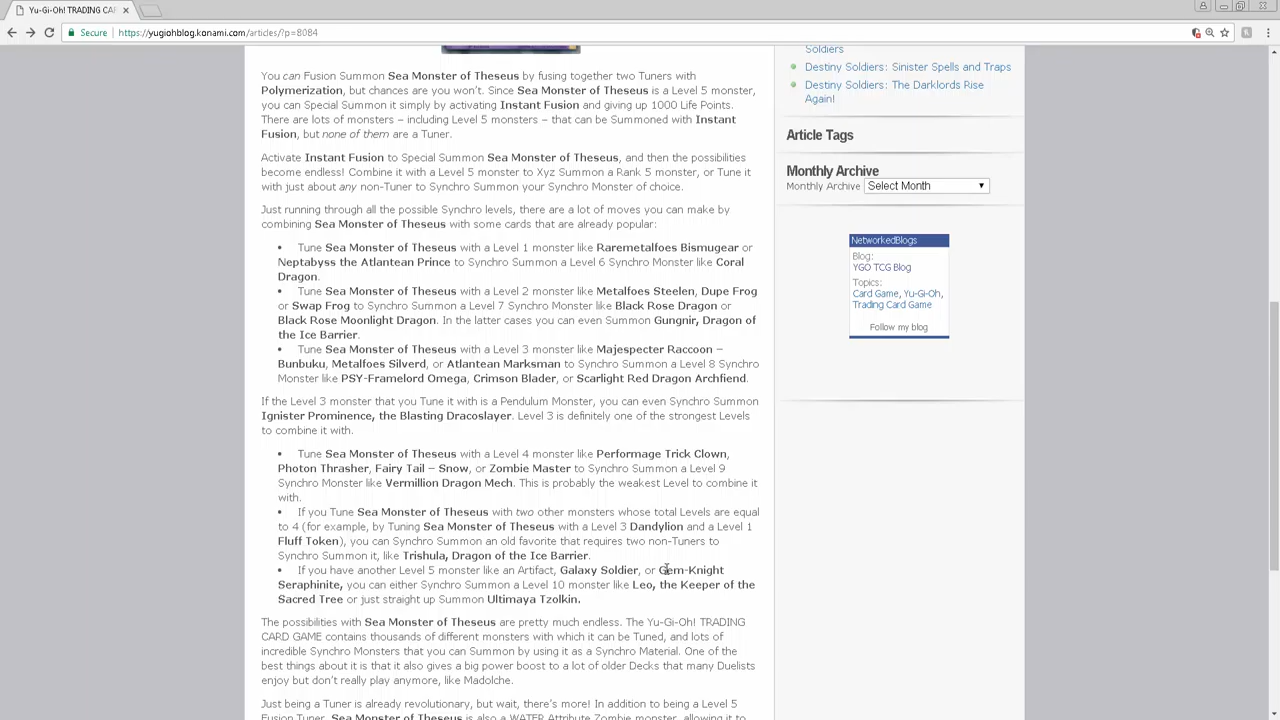 Yu-Gi-Oh! TRADING CAR
Secure
https://yugiohblog.konami.com/articles/?p=8084
You can Fusion Summon Sea Monster of Theseus by fusing together two Tuners with
Polymerization, but chances are you won't. Since Sea Monster of Theseus is a Level 5 monster,
you can Special Summon it simply by activating Instant Fusion and giving up 1000 Life Points.
There are lots of monsters – including Level 5 monsters – that can be Summoned with Instant
Fusion, but none of them are a Tuner.
Activate Instant Fusion to Special Summon Sea Monster of Theseus, and then the possibilities
become endless! Combine it with a Level 5 monster to Xyz Summon a Rank 5 monster, or Tune it
with just about any non-Tuner to Synchro Summon your Synchro Monster of choice.
Just running through all the possible Synchro levels, there are a lot of moves you can make by
combining Sea Monster of Theseus with some cards that are already popular:
• Tune Sea Monster of Theseus with a Level 1 monster like Raremetalfoes Bismugear or
Neptabyss the Atlantean Prince to Synchro Summon a Level 6 Synchro Monster like Coral
Dragon.
• Tune Sea Monster of Theseus with a Level 2 monster like Metalfoes Steelen, Dupe Frog
or Swap Frog to Synchro Summon a Level 7 Synchro Monster like Black Rose Dragon or
Black Rose Moonlight Dragon. In the latter cases you can even Summon Gungnir, Dragon of
the Ice Barrier.
• Tune Sea Monster of Theseus with a Level 3 monster like Majespecter Raccoon –
Bunbuku, Metalfoes Silverd, or Atlantean Marksman to Synchro Summon a Level 8 Synchro
Monster like PSY-Framelord Omega, Crimson Blader, or Scarlight Red Dragon Archfiend.
If the Level 3 monster that you Tune it with is a Pendulum Monster, you can even Synchro Summon
Ignister Prominence, the Blasting Dracoslayer. Level 3 is definitely one of the strongest Levels
to combine it with.
• Tune Sea Monster of Theseus with a Level 4 monster like Performage Trick Clown,
Photon Thrasher, Fairy Tail – Snow, or Zombie Master to Synchro Summon a Level 9
Synchro Monster like Vermillion Dragon Mech. This is probably the weakest Level to combine it
with.
• If you Tune Sea Monster of Theseus with two other monsters whose total Levels are equal
to 4 (for example, by Tuning Sea Monster of Theseus with a Level 3 Dandylion and a Level 1
Fluff Token), you can Synchro Summon an old favorite that requires two non-Tuners to
Synchro Summon it, like Trishula, Dragon of the Ice Barrier.
• If you have another Level 5 monster like an Artifact, Galaxy Soldier, or Gem-Knight
Seraphinite, you can either Synchro Summon a Level 10 monster like Leo, the Keeper of the
Sacred Tree or just straight up Summon Ultimaya Tzolkin.
The possibilities with Sea Monster of Theseus are pretty much endless. The Yu-Gi-Oh! TRADING
CARD GAME contains thousands of different monsters with which it can be Tuned, and lots of
incredible Synchro Monsters that you can Summon by using it as a Synchro Material. One of the
best things about it is that it also gives a big power boost to a lot of older Decks that many Duelists
enjoy but don't really play anymore, like Madolche.
Just being a Tuner is already revolutionary, but wait, there's more! In addition to being a Level 5
Fusion Tuner, Sea Monster of Theseus is also a WATER Attribute Zombie monster, allowing it to
Soldiers
Destiny Soldiers: Sinister Spells and Traps
Destiny Soldiers: The Darklords Rise
Again!
Article Tags
Monthly Archive
Monthly Archive Select Month
NetworkedBlogs
Blog:
YGO TCG Blog
Topics:
Card Game, Yu-Gi-Oh,
Trading Card Game
Follow my blog